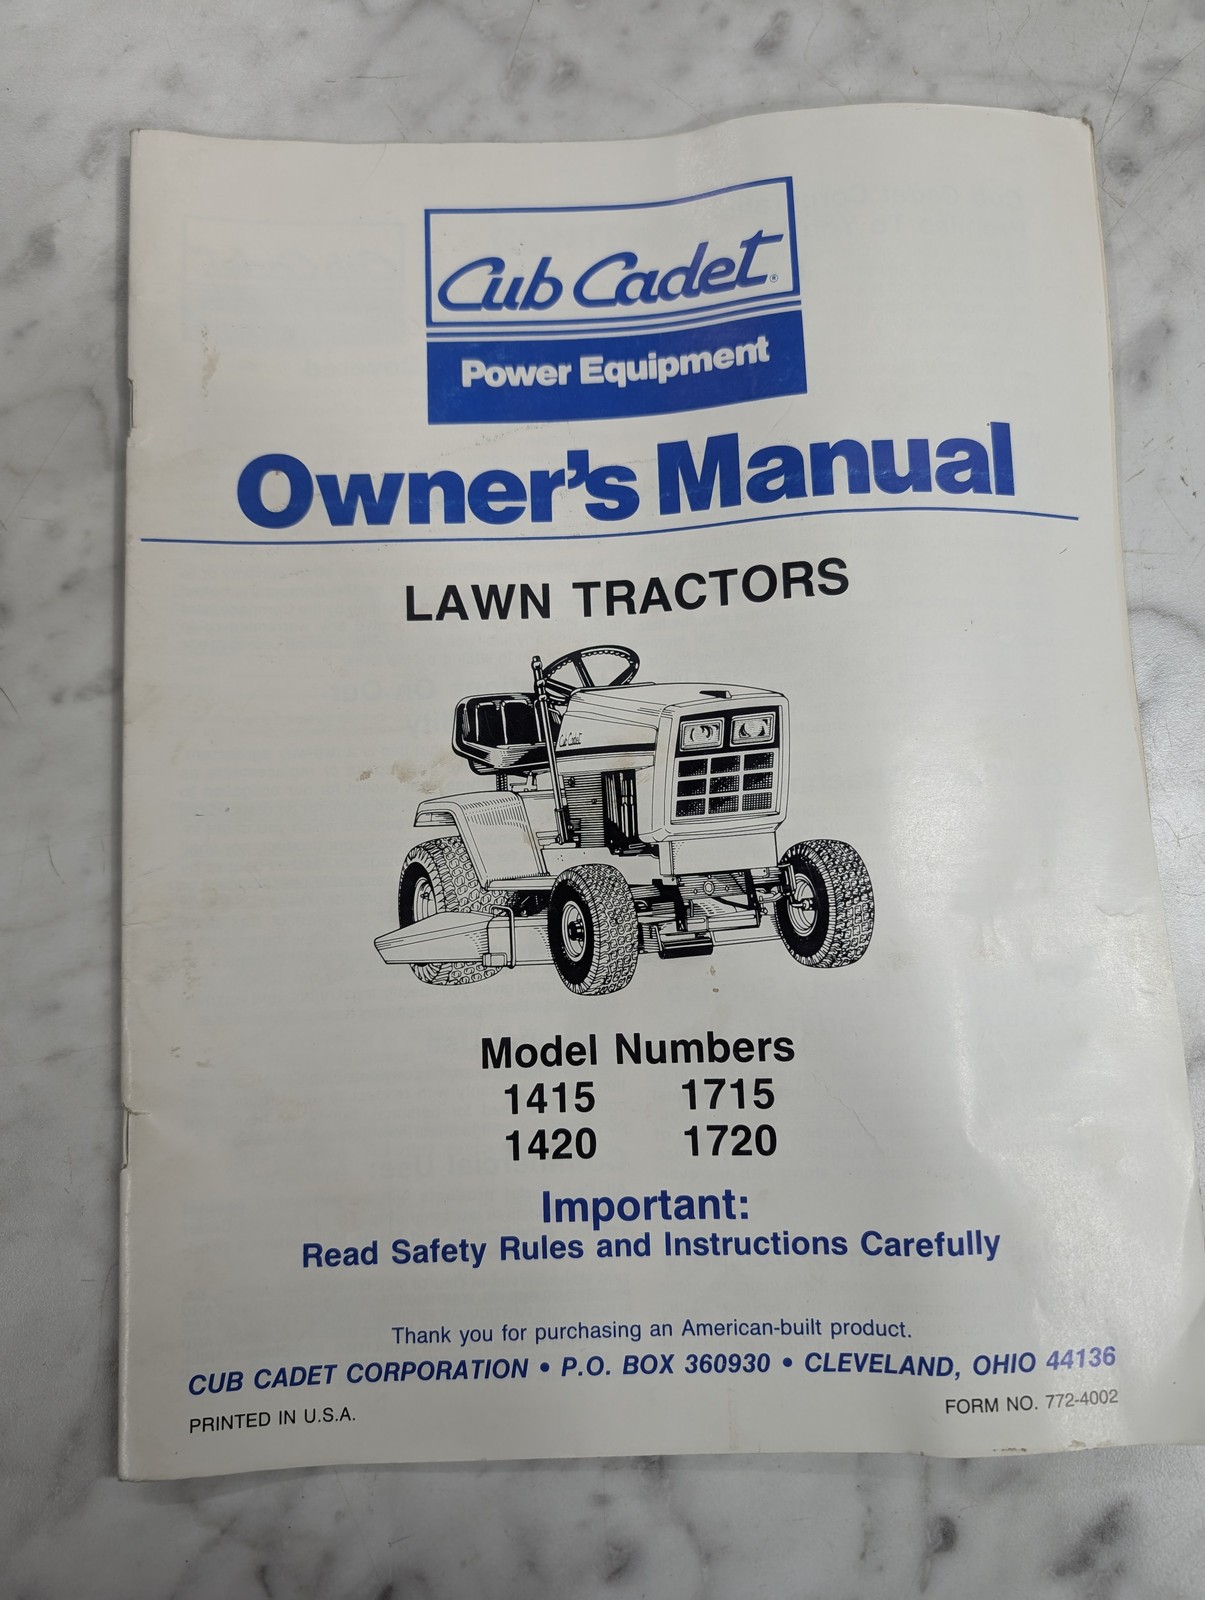 Cub Cadet®
Power Equipment
Owner's Manual
LAWN TRACTORS
Cub Cadet
Model Numbers
1415 1715
1420 1720
Important:
Read Safety Rules and Instructions Carefully
Thank you for purchasing an American-built product.
CUB CADET CORPORATION • P.O. BOX 360930 • CLEVELAND, OHIO 44136
PRINTED IN U.S.A.
FORM NO. 772-4002